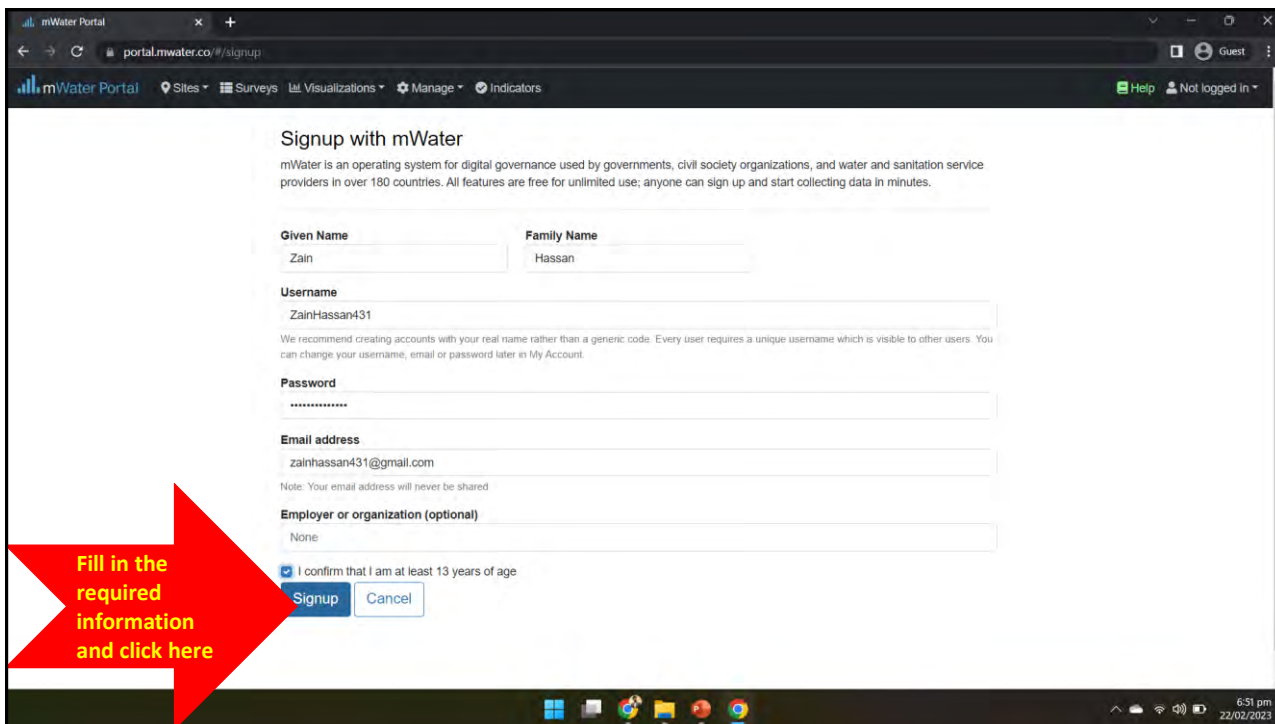 mWater Portal
portal.mwater.co/#/signup
Guest
mWater Portal Sites Surveys Visualizations Manage Indicators Help Not logged in
Signup with mWater
mWater is an operating system for digital governance used by governments, civil society organizations, and water and sanitation service
providers in over 180 countries. All features are free for unlimited use; anyone can sign up and start collecting data in minutes.
Given Name Family Name
Zain Hassan
Username
ZainHassan431
We recommend creating accounts with your real name rather than a generic code. Every user requires a unique username which is visible to other users. You
can change your username, email or password later in My Account.
Password
••••••••••••••
Email address
zainhassan431@gmail.com
Note: Your email address will never be shared
Employer or organization (optional)
None
I confirm that I am at least 13 years of age
Signup Cancel
Fill in the
required
information
and click here
6:51 pm
22/02/2023